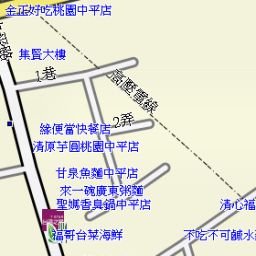 金正好吃桃園中平店
集賢大樓
1巷
高壓電線
2弄
緣便當快餐店
清原芋圓桃園中平店
甘泉魚麵中平店
來一碗廣東粥麵
聖媽香臭鍋中平店
清心福
福哥台菜海鮮
不吃不可鹹水